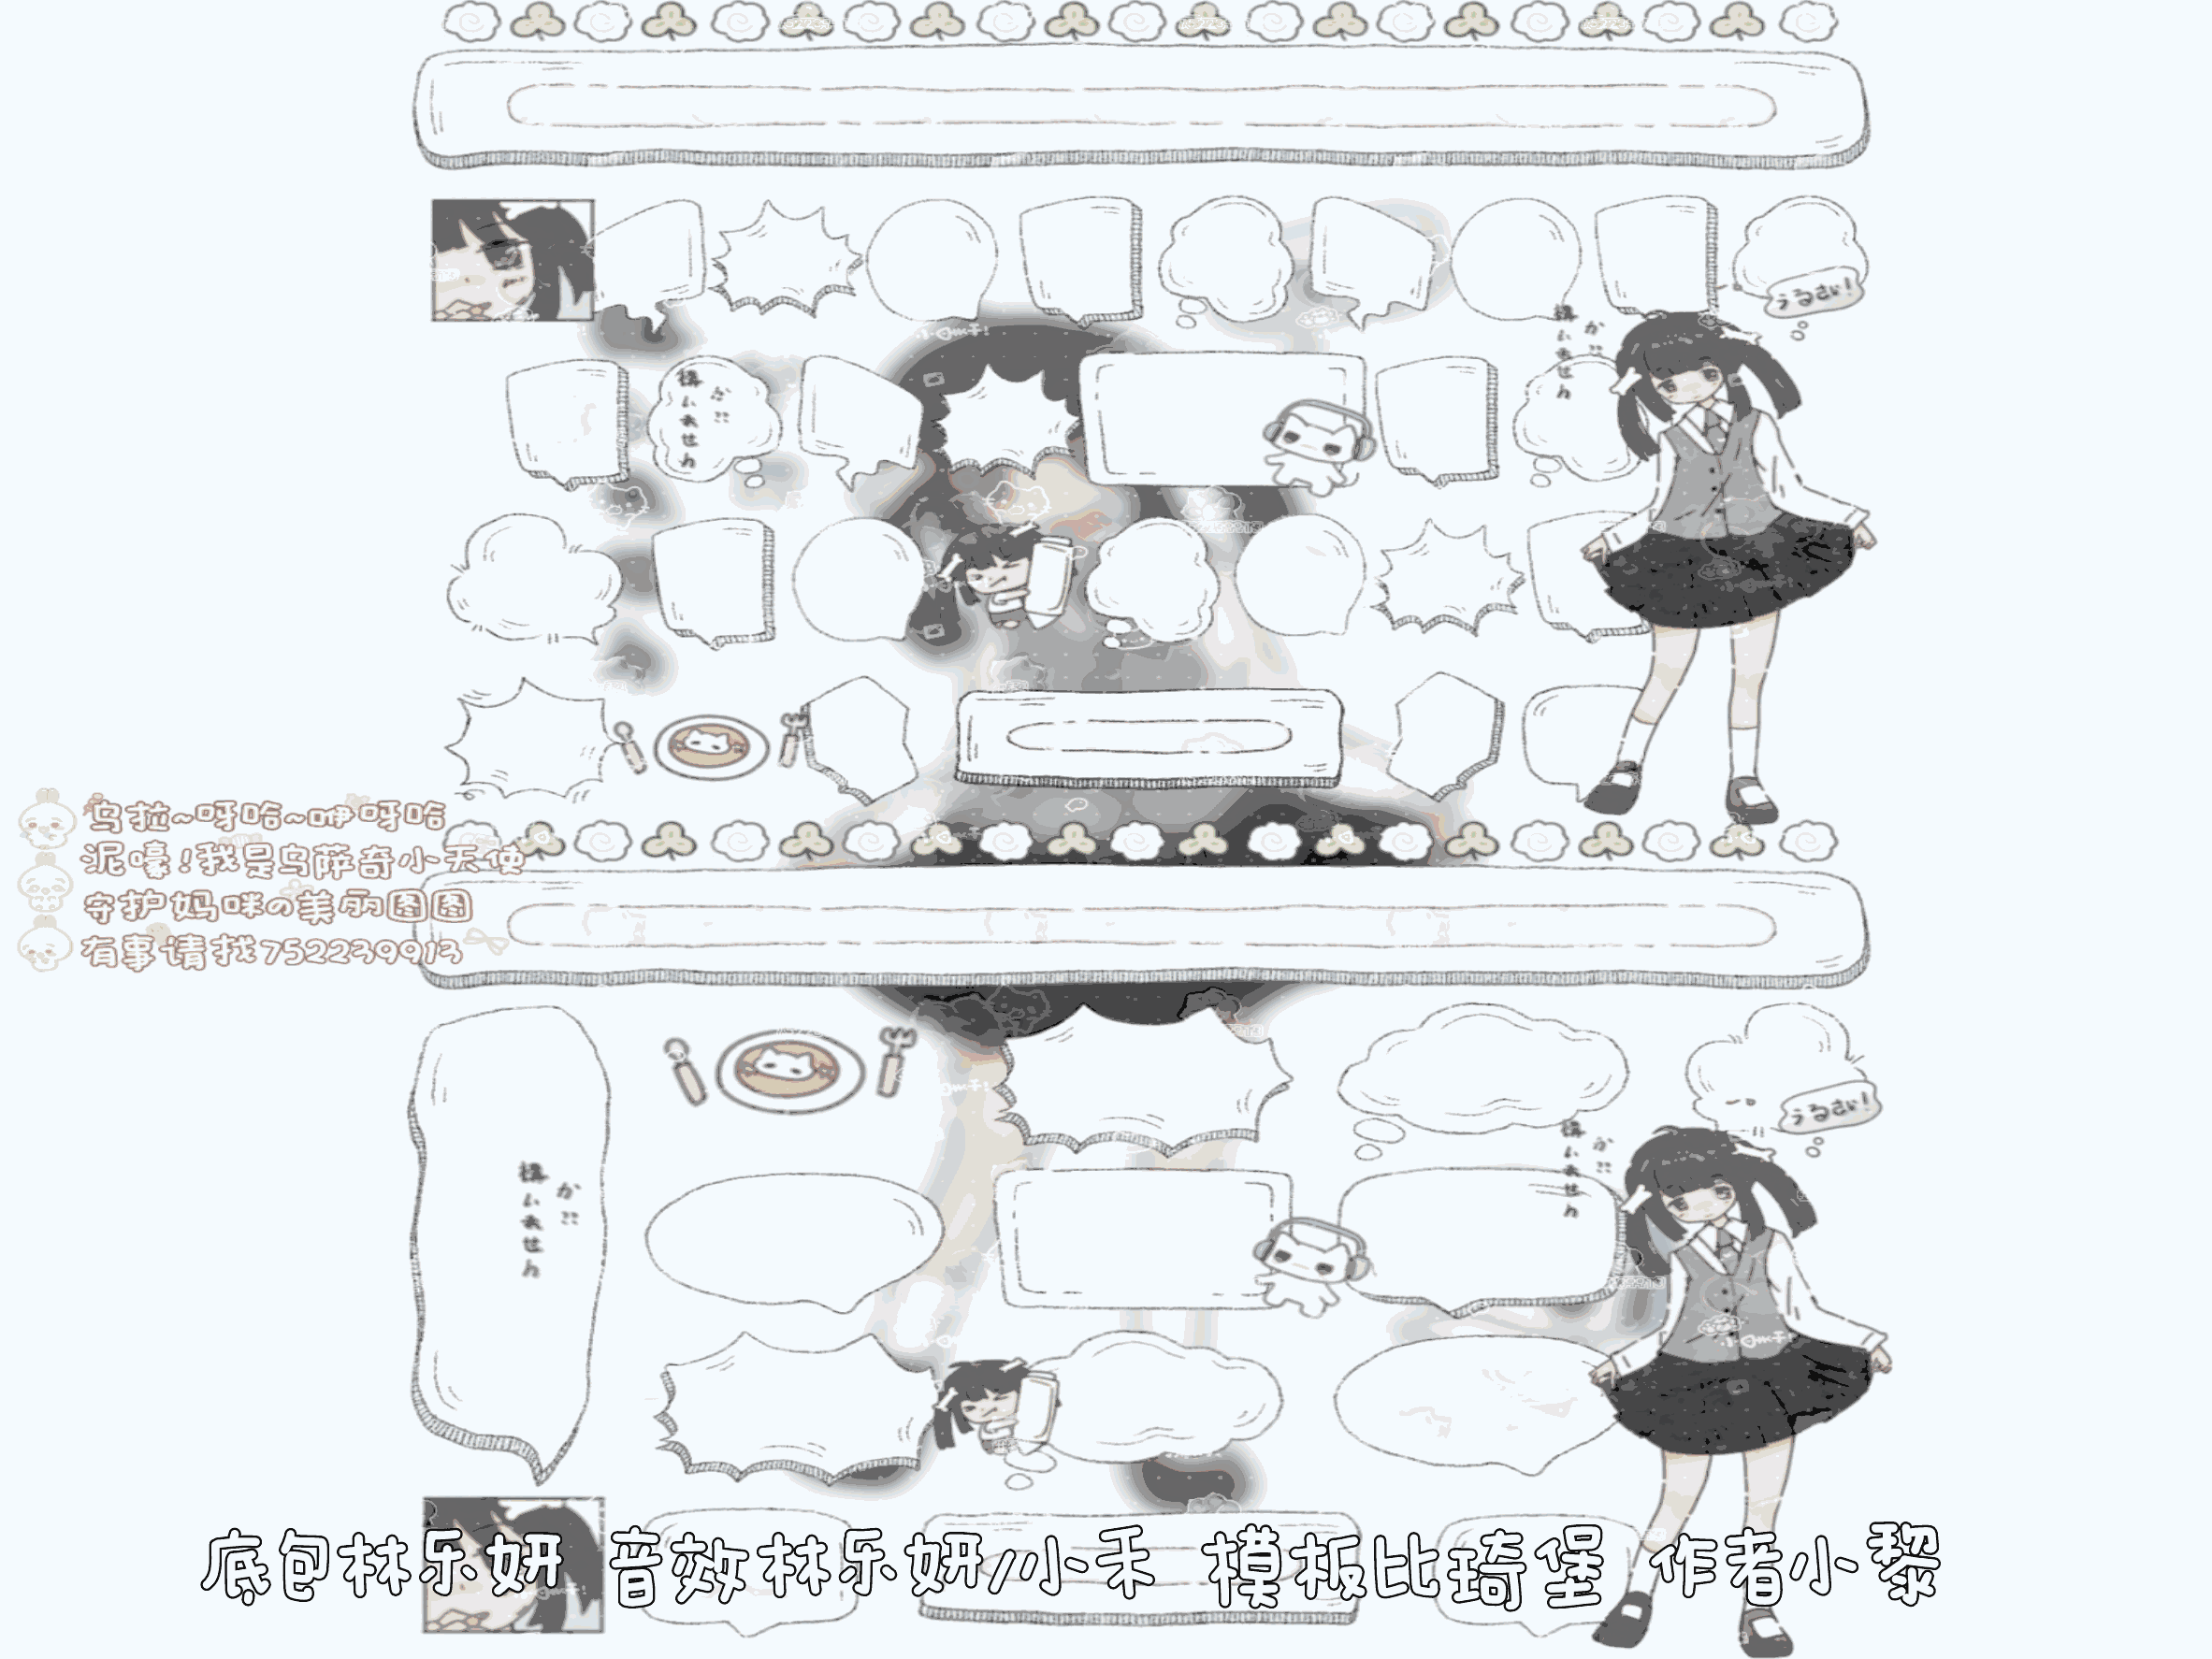 うるさい!
乌拉~呀哈~咿呀哈
泥嚎!我是乌萨奇小天使
守护妈咪の美丽图图
有事请找752239913
うるさい!
底包林乐妍 音效林乐妍/小禾 模板比琦堡 作者小黎